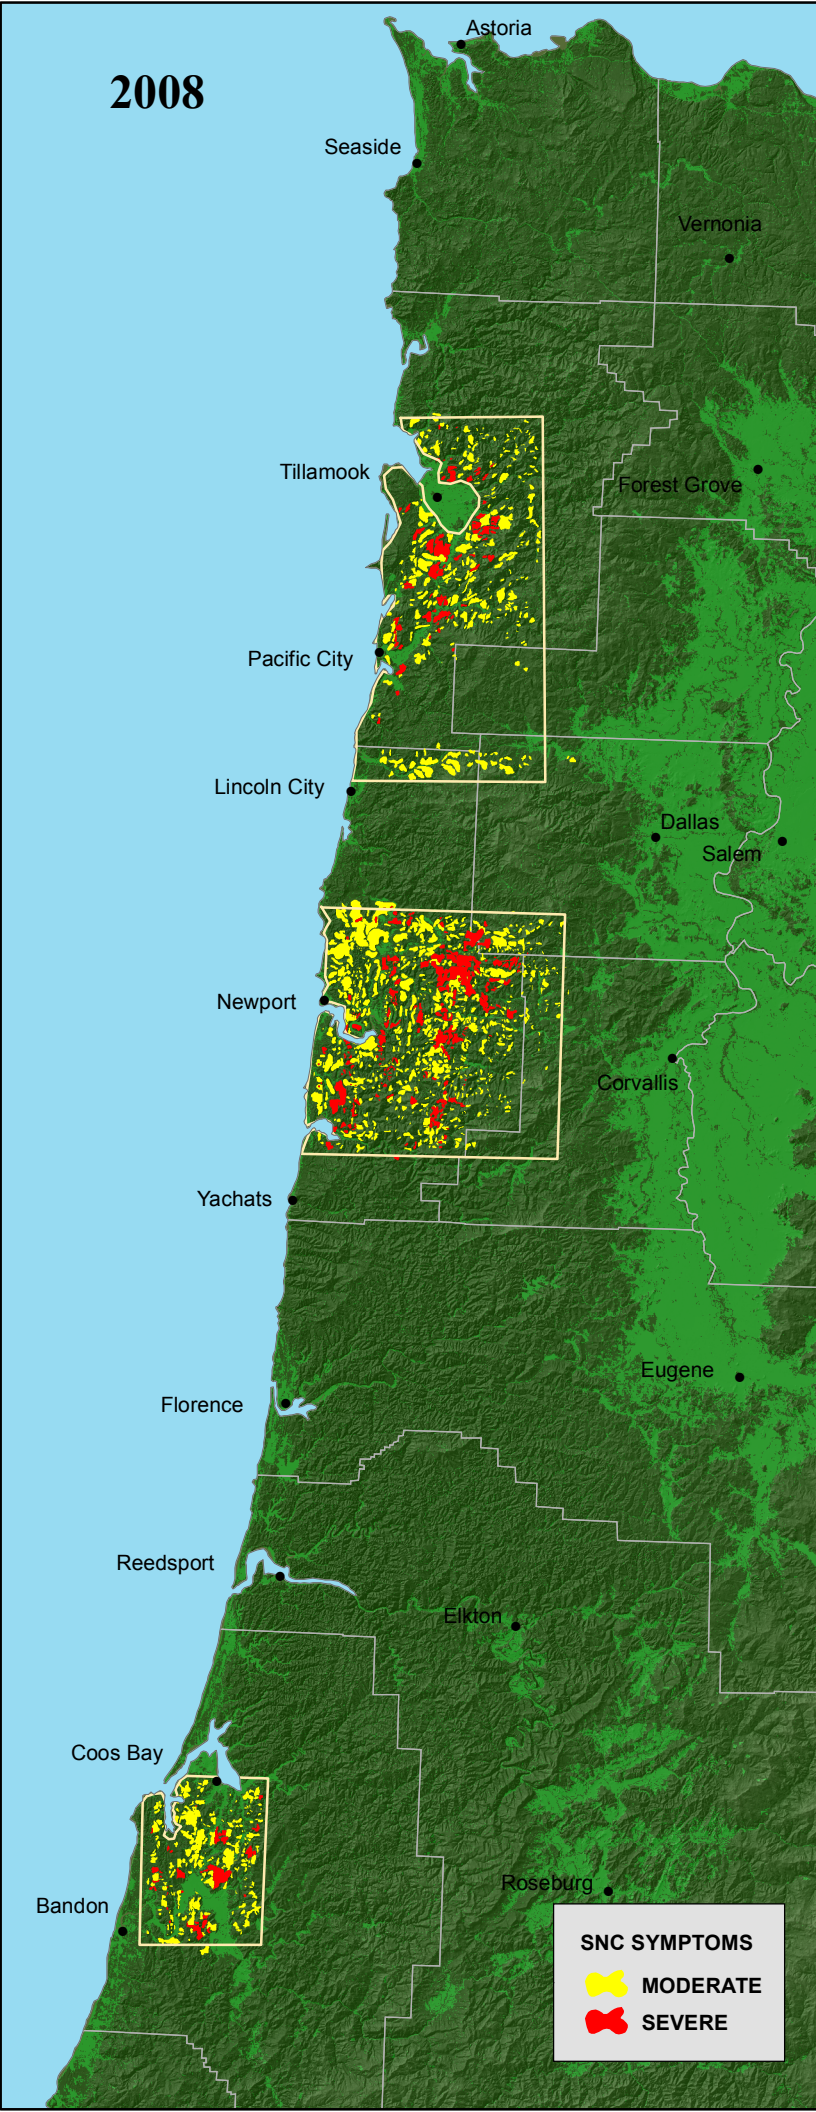 Astoria
2008
Seaside
Vernonia
Tillamook
Forest Grove
Pacific City
Lincoln City
Dallas
Salem
Newport
Corvallis
Yachats
Eugene
Florence
Reedsport
Elkton
Coos Bay
Roseburg
Bandon
SNC SYMPTOMS
MODERATE
SEVERE